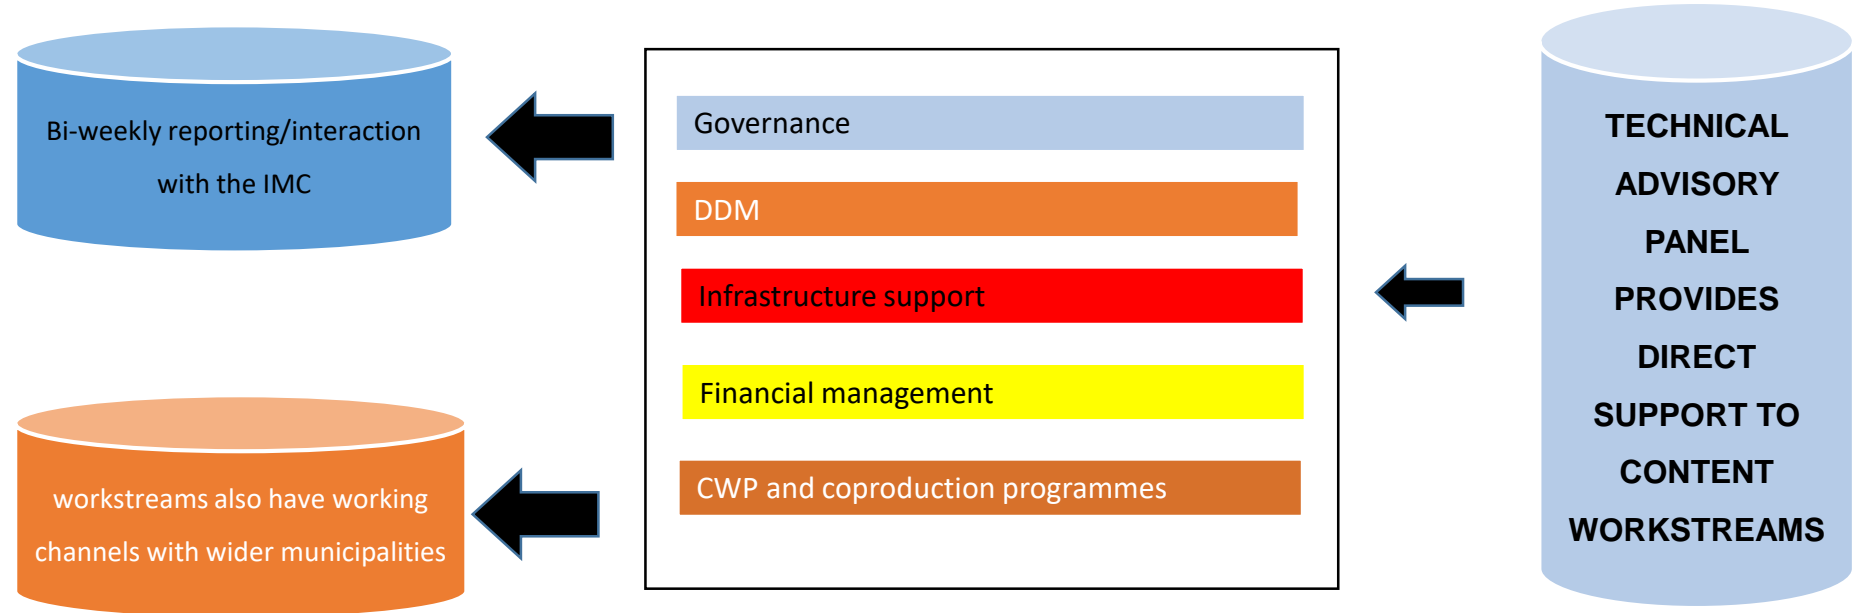 Bi-weekly reporting/interaction
with the IMC
workstreams also have working
channels with wider municipalities
Governance
DDM
Infrastructure support
Financial management
CWP and coproduction programmes
TECHNICAL
ADVISORY
PANEL
PROVIDES
DIRECT
SUPPORT TO
CONTENT
WORKSTREAMS